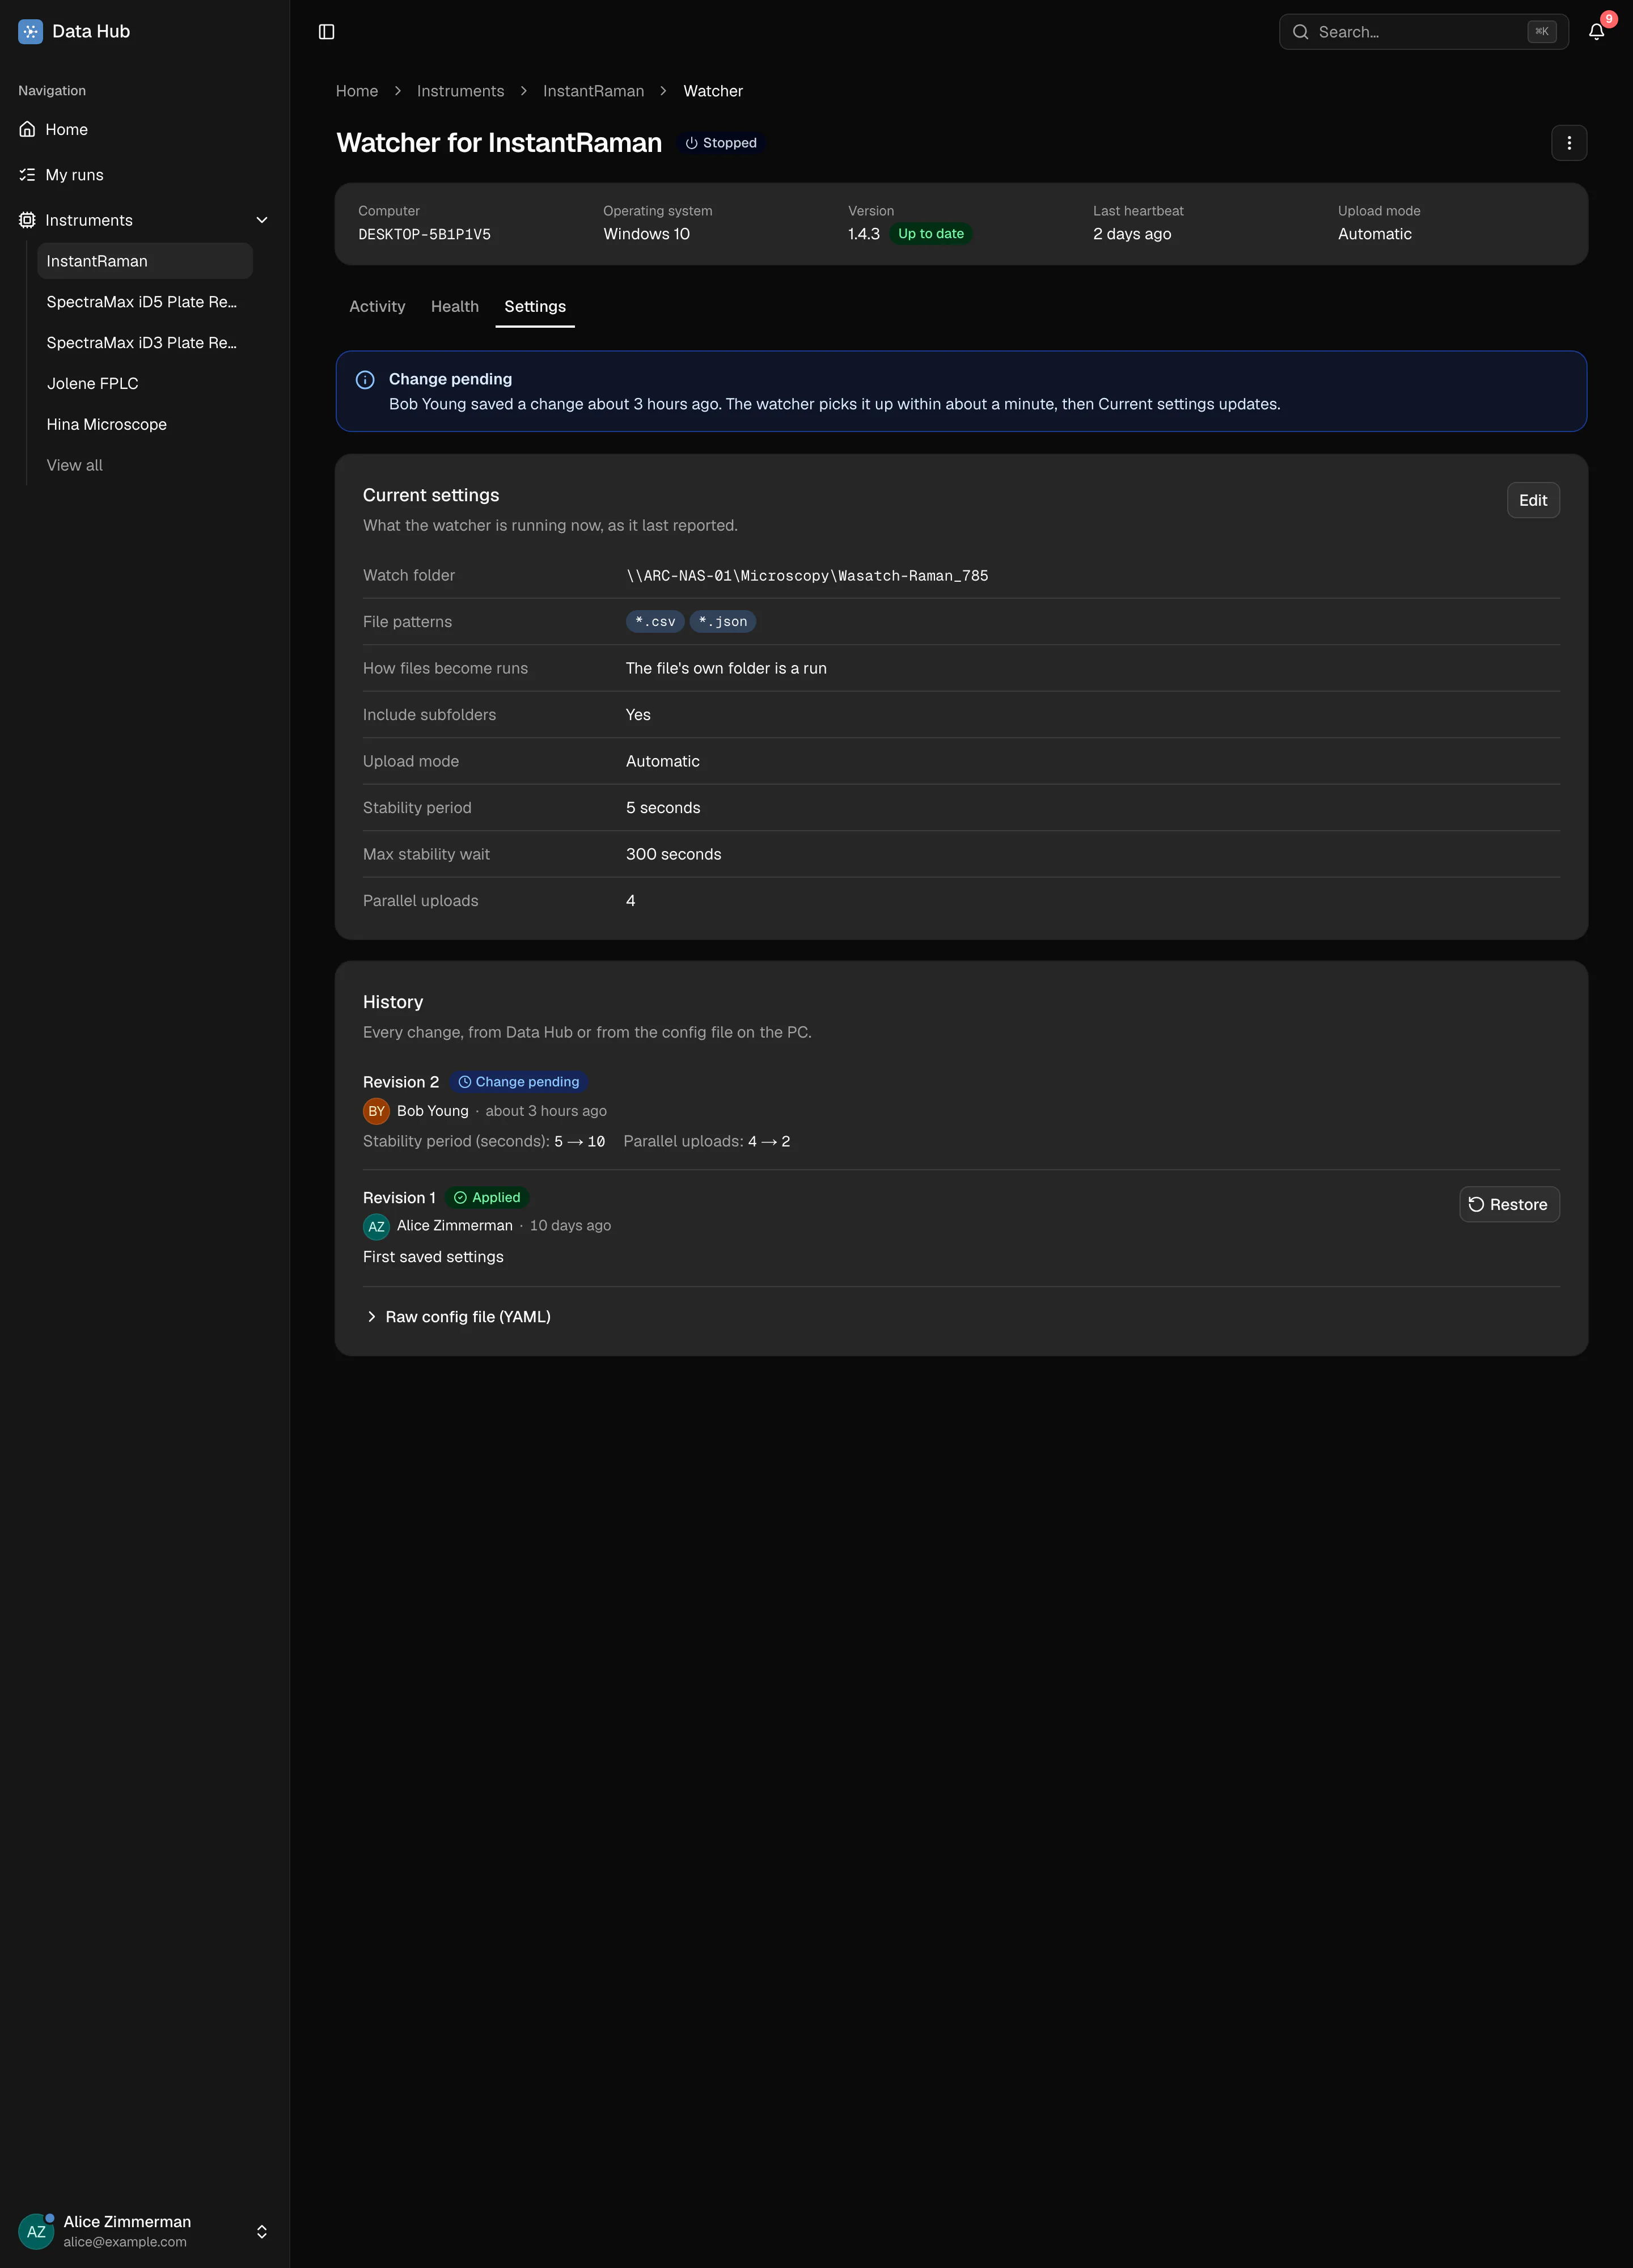 Data Hub
Search...
⌘K
9
Navigation
Home
My runs
Instruments
InstantRaman
SpectraMax iD5 Plate Re...
SpectraMax iD3 Plate Re...
Jolene FPLC
Hina Microscope
View all
Home > Instruments > InstantRaman > Watcher
Watcher for InstantRaman
Stopped
Computer
DESKTOP-5B1P1V5
Operating system
Windows 10
Version
1.4.3 Up to date
Last heartbeat
2 days ago
Upload mode
Automatic
Activity Health Settings
Change pending
Bob Young saved a change about 3 hours ago. The watcher picks it up within about a minute, then Current settings updates.
Current settings
Edit
What the watcher is running now, as it last reported.
Watch folder \\ARC-NAS-01\Microscopy\Wasatch-Raman_785
File patterns *.csv *.json
How files become runs The file's own folder is a run
Include subfolders Yes
Upload mode Automatic
Stability period 5 seconds
Max stability wait 300 seconds
Parallel uploads 4
History
Every change, from Data Hub or from the config file on the PC.
Revision 2 Change pending
BY Bob Young · about 3 hours ago
Stability period (seconds): 5 → 10 Parallel uploads: 4 → 2
Revision 1 Applied
Restore
AZ Alice Zimmerman · 10 days ago
First saved settings
Raw config file (YAML)
AZ
Alice Zimmerman
alice@example.com